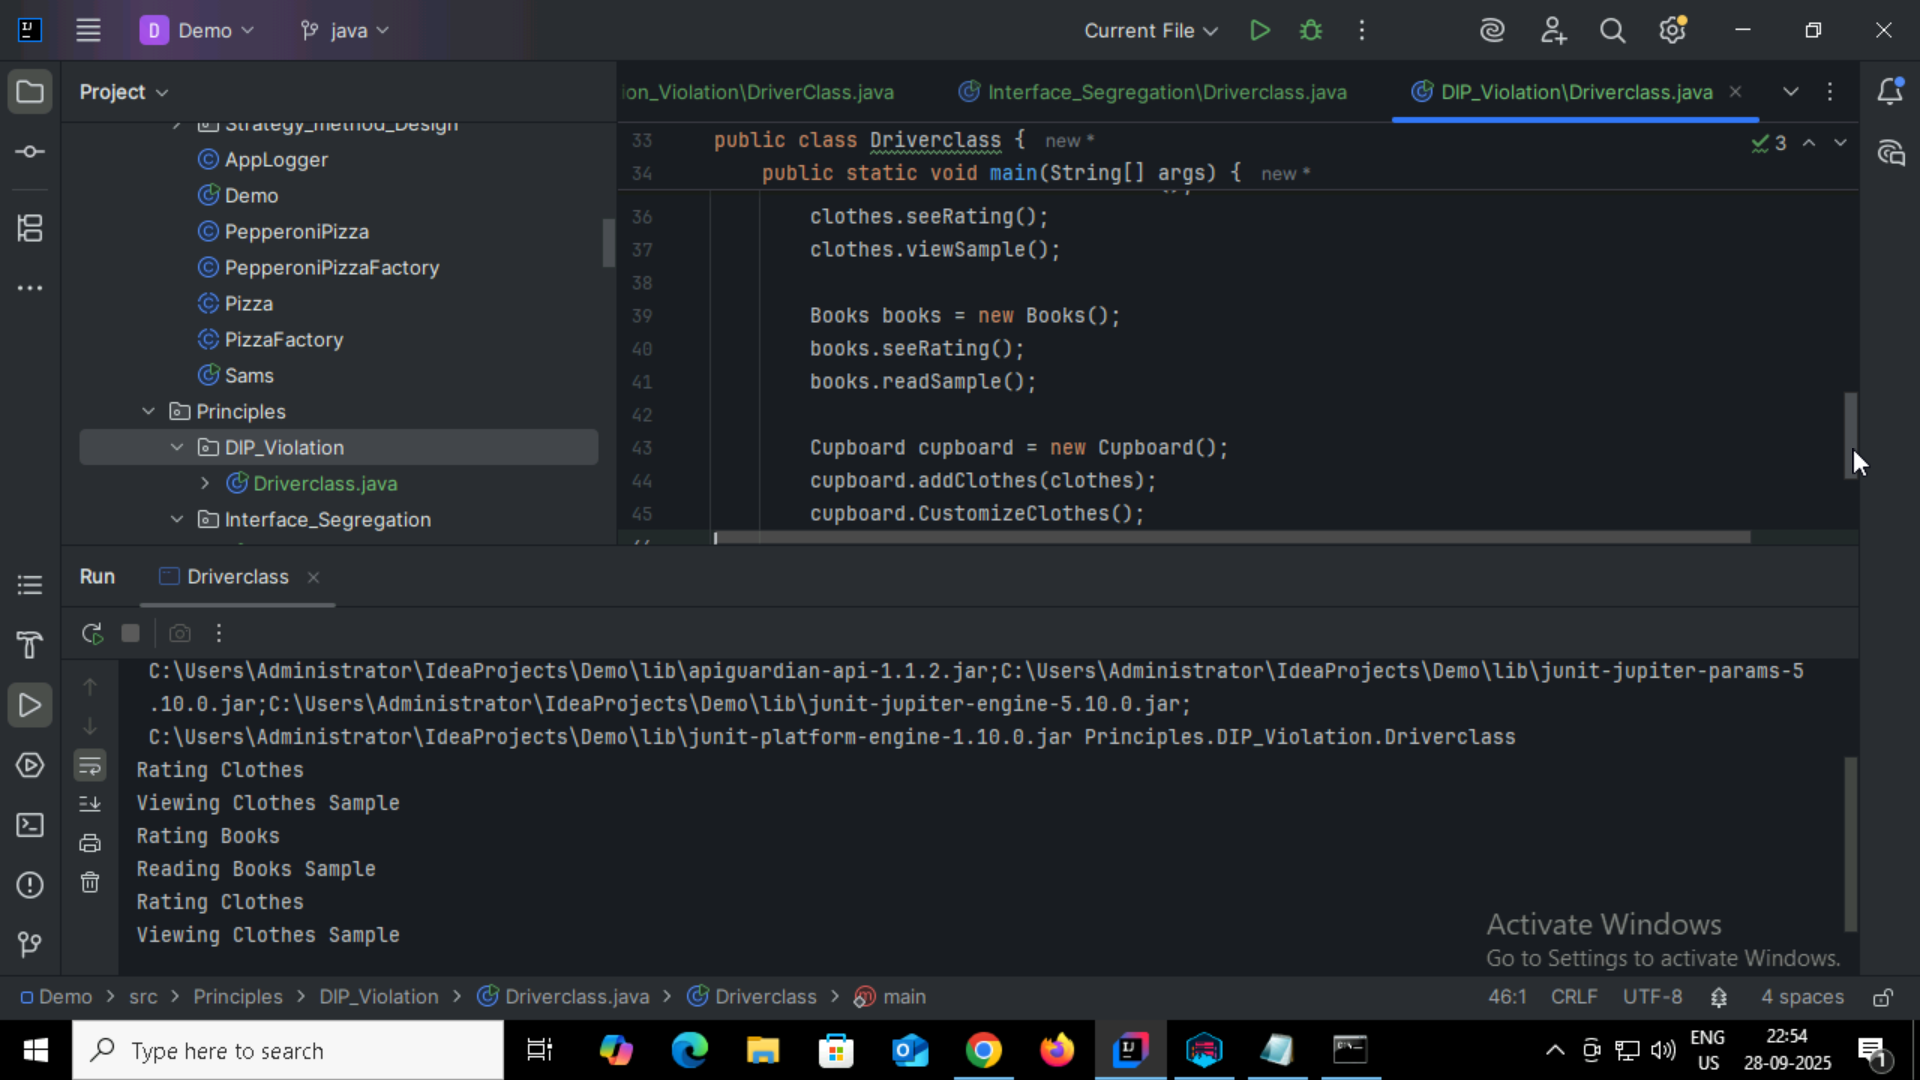 D Demo java Current File
Project
ion_Violation\DriverClass.java Interface_Segregation\Driverclass.java DIP_Violation\Driverclass.java
Strategy_method_Design
AppLogger
Demo
PepperoniPizza
PepperoniPizzaFactory
Pizza
PizzaFactory
Sams
Principles
DIP_Violation
Driverclass.java
Interface_Segregation
33 public class Driverclass { new *
34 public static void main(String[] args) { new *
3
36 clothes.seeRating();
37 clothes.viewSample();
38
39 Books books = new Books();
40 books.seeRating();
41 books.readSample();
42
43 Cupboard cupboard = new Cupboard();
44 cupboard.addClothes(clothes);
45 cupboard.CustomizeClothes();
Run Driverclass
C:\Users\Administrator\IdeaProjects\Demo\lib\apiguardian-api-1.1.2.jar;C:\Users\Administrator\IdeaProjects\Demo\lib\junit-jupiter-params-5
.10.0.jar;C:\Users\Administrator\IdeaProjects\Demo\lib\junit-jupiter-engine-5.10.0.jar;
C:\Users\Administrator\IdeaProjects\Demo\lib\junit-platform-engine-1.10.0.jar Principles.DIP_Violation.Driverclass
Rating Clothes
Viewing Clothes Sample
Rating Books
Reading Books Sample
Rating Clothes
Viewing Clothes Sample
Activate Windows
Go to Settings to activate Windows.
Demo > src > Principles > DIP_Violation > Driverclass.java > Driverclass > main
46:1 CRLF UTF-8 4 spaces
Type here to search
ENG
US
22:54
28-09-2025
1